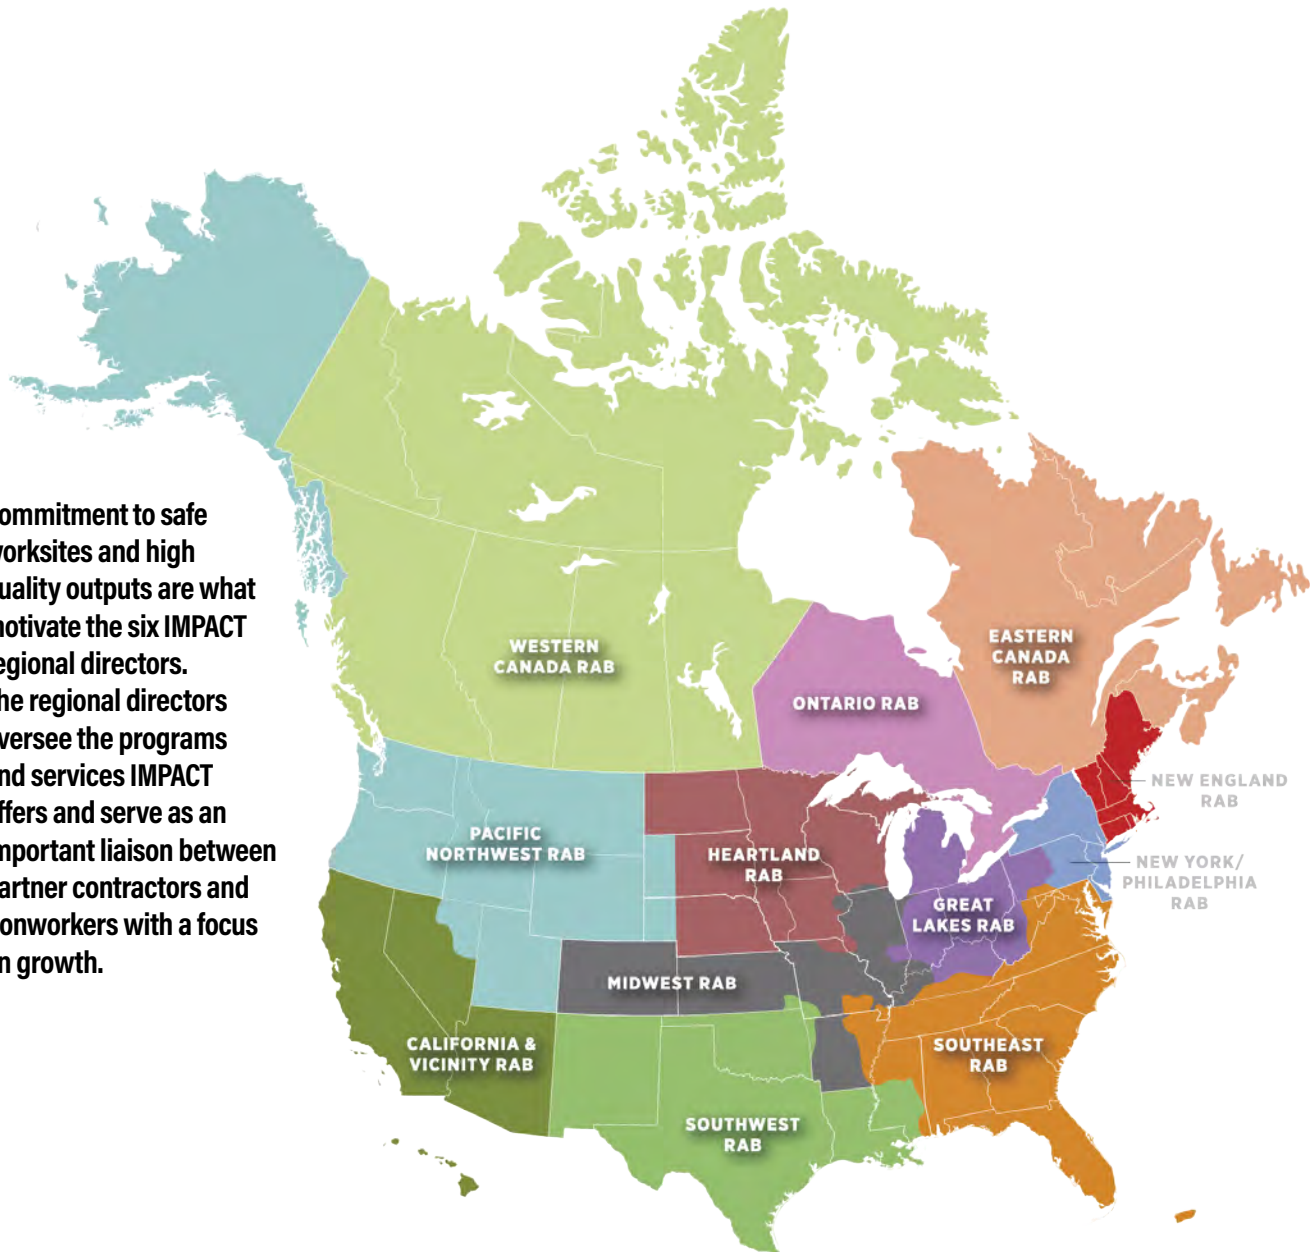 ommitment to safe
orksites and high
uality outputs are what
otivate the six IMPACT
egional directors.
he regional directors
versee the programs
nd services IMPACT
ffers and serve as an
mportant liaison between
artner contractors and
onworkers with a focus
n growth.
WESTERN
CANADA RAB
ONTARIO RAB
EASTERN
CANADA
RAB
NEW ENGLAND
RAB
PACIFIC
NORTHWEST RAB
HEARTLAND
RAB
NEW YORK/
PHILADELPHIA
RAB
GREAT
LAKES RAB
MIDWEST RAB
CALIFORNIA &
VICINITY RAB
SOUTHEAST
RAB
SOUTHWEST
RAB